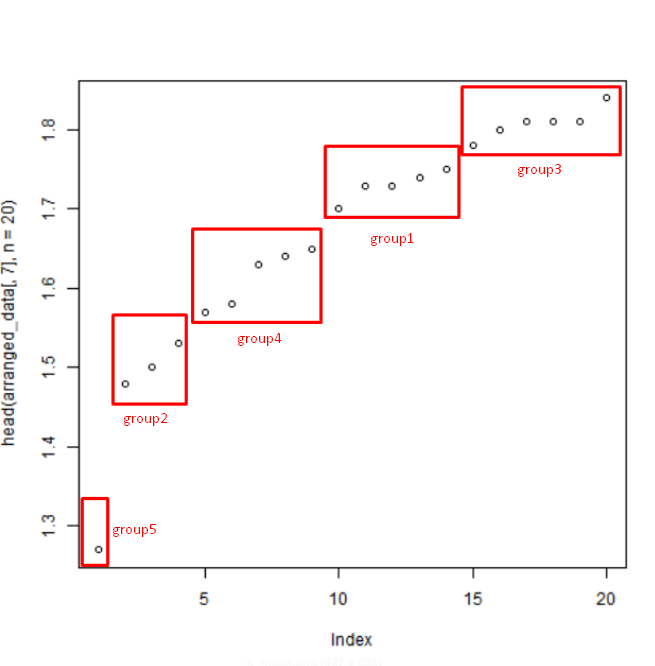 head(arranged_data[, 7], n = 20)
1.8
1.7
1.6
1.5
1.4
1.3
group3
group1
group4
group2
group5
5
10
15
20
Index